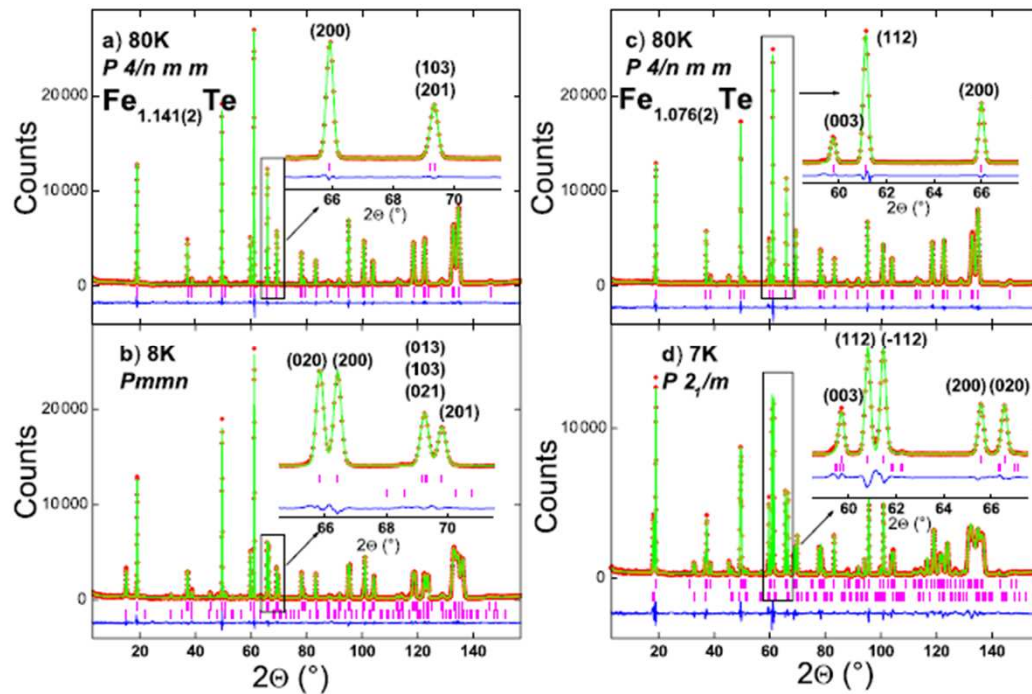 a) 80K
P 4/n m m
Fe1.141(2)Te
(200)
(103)
(201)
66 68 70
2Θ (°)
20000
10000
0
Counts
c) 80K
P 4/n m m
Fe1.076(2)Te
(112)
(003)
(200)
60 62 64 66
2Θ (°)
20000
10000
0
Counts
b) 8K
Pmmn
(020) (200)
(013)
(103)
(021)
(201)
66 68 70
2Θ (°)
20000
10000
0
Counts
20 40 60 80 100 120 140
2Θ (°)
d) 7K
P 21/m
(112) (-112)
(003)
(200) (020)
60 62 64 66
2Θ (°)
10000
0
Counts
20 40 60 80 100 120 140
2Θ (°)